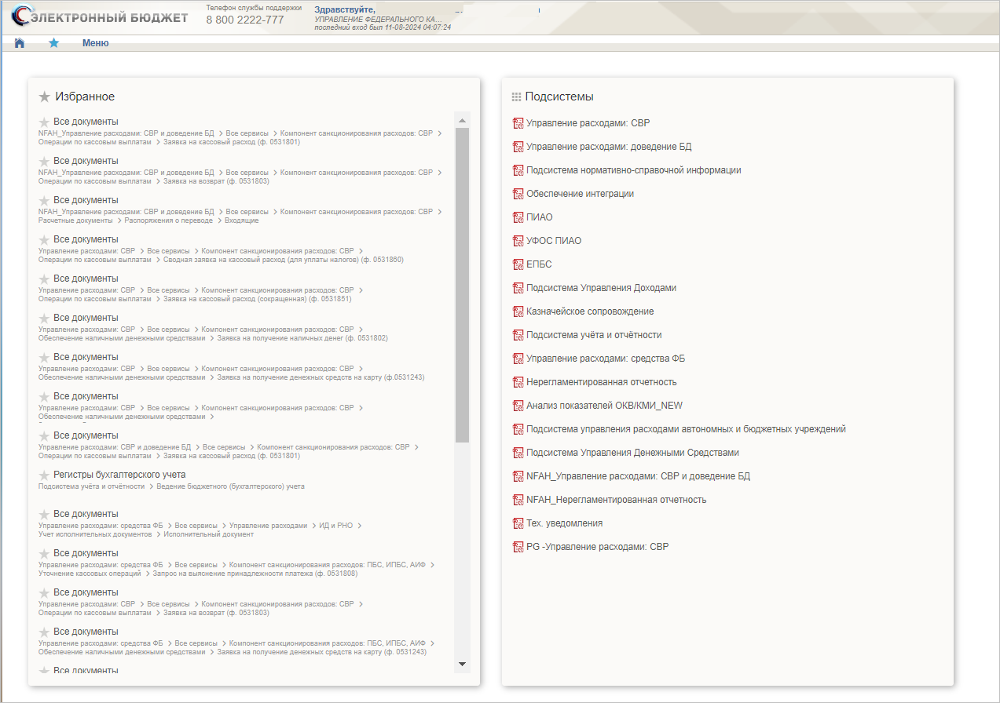 ЭЛЕКТРОННЫЙ БЮДЖЕТ
Телефон службы поддержки
8 800 2222-777
Здравствуйте,
УПРАВЛЕНИЕ ФЕДЕРАЛЬНОГО КА...
последний вход был 11-08-2024 04:07:24
Меню
Избранное
Все документы
NFAH_Управление расходами: СВР и доведение БД > Все сервисы > Компонент санкционирования расходов: СВР >
Операции по кассовым выплатам > Заявка на кассовый расход (ф. 0531801)
Все документы
NFAH_Управление расходами: СВР и доведение БД > Все сервисы > Компонент санкционирования расходов: СВР >
Операции по кассовым выплатам > Заявка на возврат (ф. 0531803)
Все документы
NFAH_Управление расходами: СВР и доведение БД > Все сервисы > Компонент санкционирования расходов: СВР >
Расчетные документы > Распоряжения о переводе > Входящие
Все документы
Управление расходами: СВР > Все сервисы > Компонент санкционирования расходов: СВР >
Операции по кассовым выплатам > Сводная заявка на кассовый расход (для уплаты налогов) (ф. 0531860)
Все документы
Управление расходами: СВР > Все сервисы > Компонент санкционирования расходов: СВР >
Операции по кассовым выплатам > Заявка на кассовый расход (сокращенная) (ф. 0531851)
Все документы
Управление расходами: СВР > Все сервисы > Компонент санкционирования расходов: СВР >
Обеспечение наличными денежными средствами > Заявка на получение наличных денег (ф. 0531802)
Все документы
Управление расходами: СВР > Все сервисы > Компонент санкционирования расходов: СВР >
Обеспечение наличными денежными средствами > Заявка на получение денежных средств на карту (ф.0531243)
Все документы
Управление расходами: СВР > Все сервисы > Компонент санкционирования расходов: СВР >
Обеспечение наличными денежными средствами >
Все документы
Управление расходами: СВР и доведение БД > Все сервисы > Компонент санкционирования расходов: СВР >
Операции по кассовым выплатам > Заявка на кассовый расход (ф. 0531801)
Регистры бухгалтерского учета
Подсистема учёта и отчётности > Ведение бюджетного (бухгалтерского) учета
Все документы
Управление расходами: средства ФБ > Все сервисы > Управление расходами > ИД и РНО >
Учет исполнительных документов > Исполнительный документ
Все документы
Управление расходами: средства ФБ > Все сервисы > Компонент санкционирования расходов: ПБС, ИПБС, АИФ >
Уточнение кассовых операций > Запрос на выяснение принадлежности платежа (ф. 0531808)
Все документы
Управление расходами: СВР > Все сервисы > Компонент санкционирования расходов: СВР >
Операции по кассовым выплатам > Заявка на возврат (ф. 0531803)
Все документы
Управление расходами: средства ФБ > Все сервисы > Компонент санкционирования расходов: ПБС, ИПБС, АИФ >
Обеспечение наличными денежными средствами > Заявка на получение денежных средств на карту (ф. 0531243)
Все документы
Подсистемы
Управление расходами: СВР
Управление расходами: доведение БД
Подсистема нормативно-справочной информации
Обеспечение интеграции
ПИАО
УФОС ПИАО
ЕПБС
Подсистема Управления Доходами
Казначейское сопровождение
Подсистема учёта и отчётности
Управление расходами: средства ФБ
Нерегламентированная отчетность
Анализ показателей ОКВ/КМИ_NEW
Подсистема управления расходами автономных и бюджетных учреждений
Подсистема Управления Денежными Средствами
NFAH_Управление расходами: СВР и доведение БД
NFAH_Нерегламентированная отчетность
Тех. уведомления
PG -Управление расходами: СВР